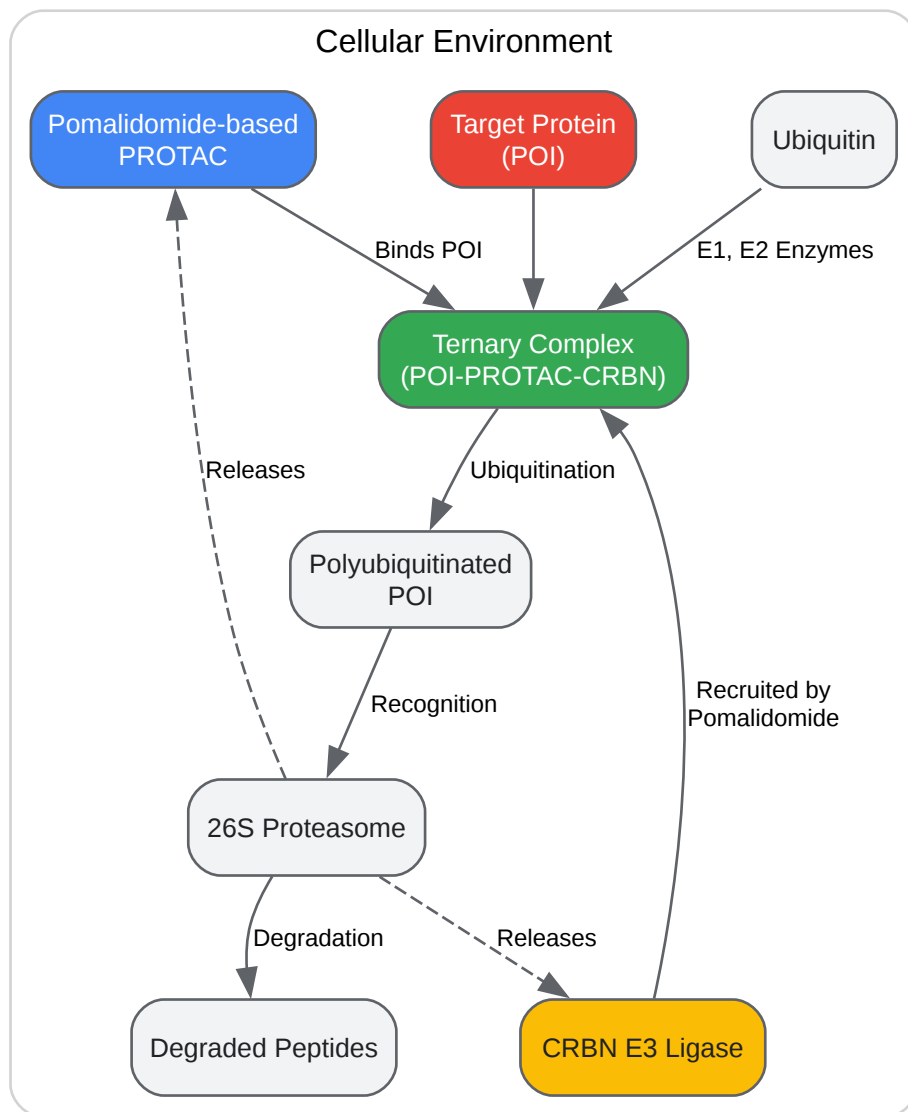 Cellular Environment
Pomalidomide-based
PROTAC
Target Protein
(POI)
Ubiquitin
Binds POI
E1, E2 Enzymes
Ternary Complex
(POI-PROTAC-CRBN)
Releases
Ubiquitination
Polyubiquitinated
POI
Recognition
Recruited by
Pomalidomide
26S Proteasome
Degradation
Releases
Degraded Peptides
CRBN E3 Ligase